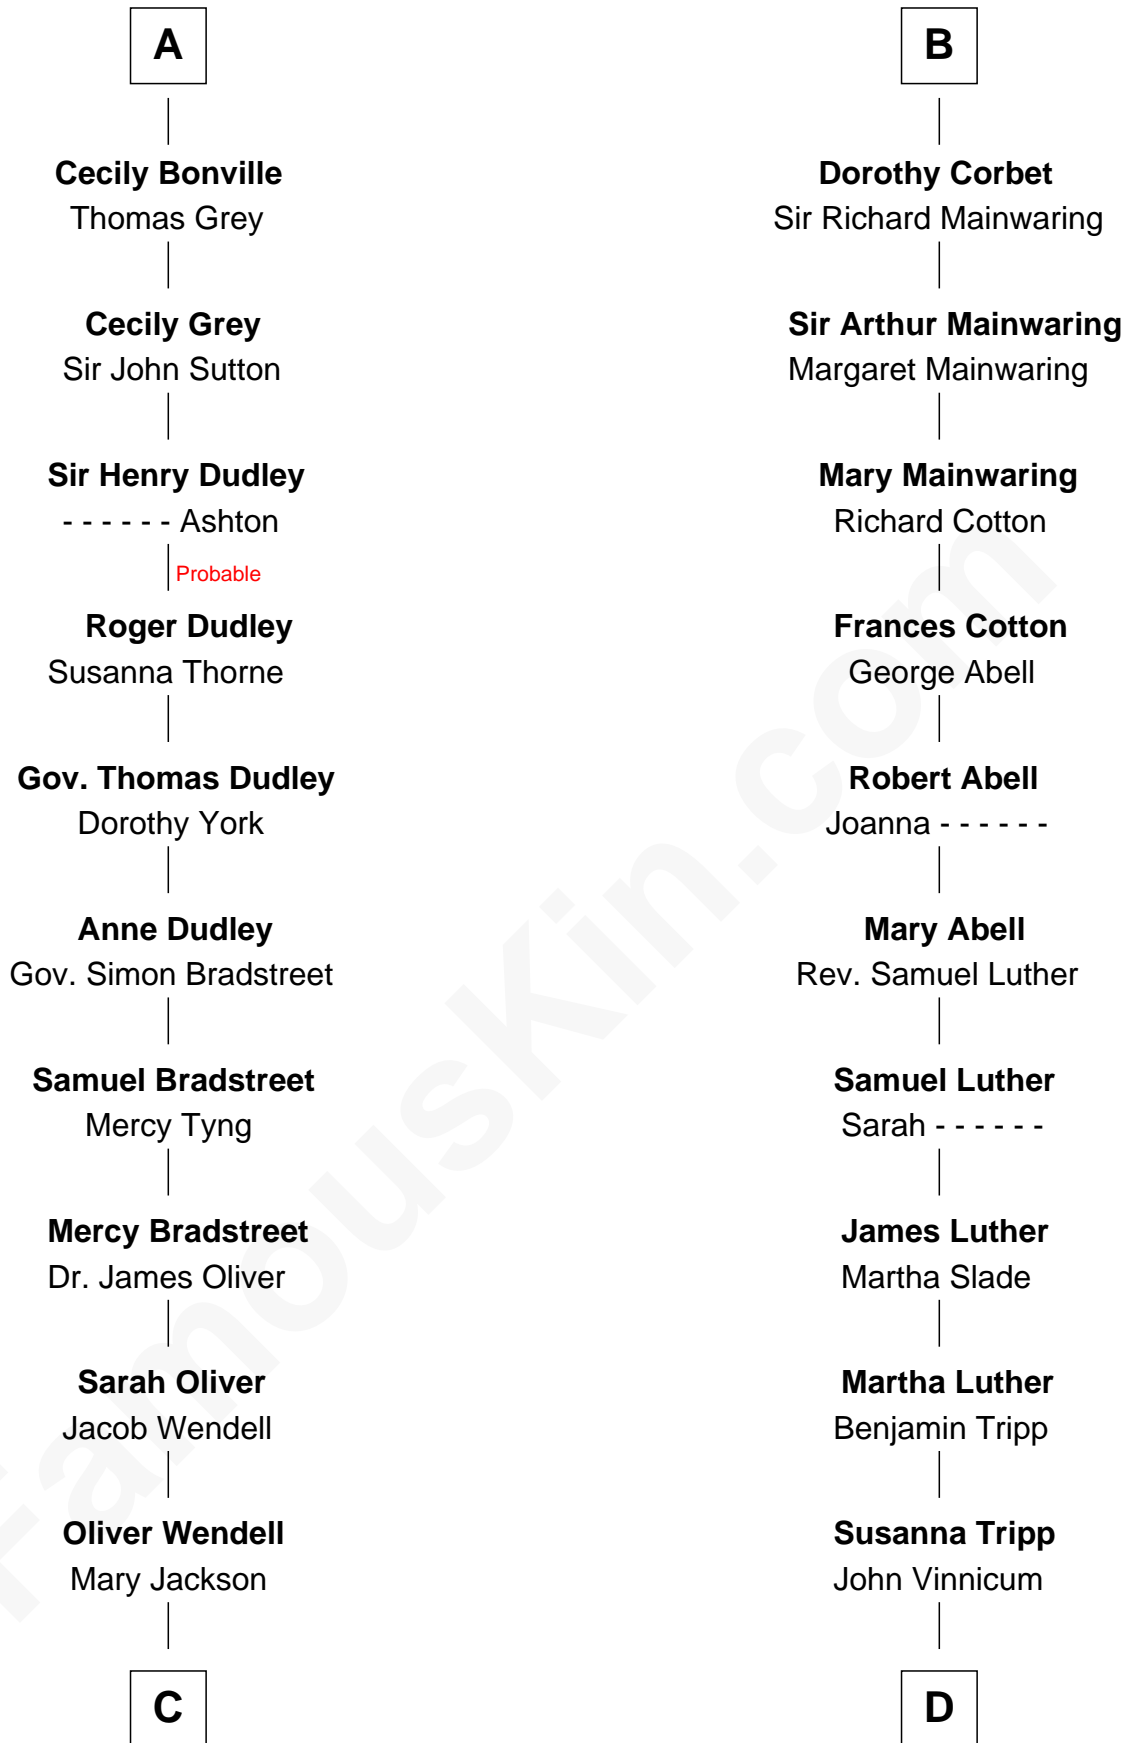 A
Cecily Bonville
Thomas Grey
Cecily Grey
Sir John Sutton
Sir Henry Dudley
- - - - - - Ashton
Probable
Roger Dudley
Susanna Thorne
Gov. Thomas Dudley
Dorothy York
Anne Dudley
Gov. Simon Bradstreet
Samuel Bradstreet
Mercy Tyng
Mercy Bradstreet
Dr. James Oliver
Sarah Oliver
Jacob Wendell
Oliver Wendell
Mary Jackson
C
B
Dorothy Corbet
Sir Richard Mainwaring
Sir Arthur Mainwaring
Margaret Mainwaring
Mary Mainwaring
Richard Cotton
Frances Cotton
George Abell
Robert Abell
Joanna - - - - - -
Mary Abell
Rev. Samuel Luther
Samuel Luther
Sarah - - - - - -
James Luther
Martha Slade
Martha Luther
Benjamin Tripp
Susanna Tripp
John Vinnicum
D
FamousKin.com